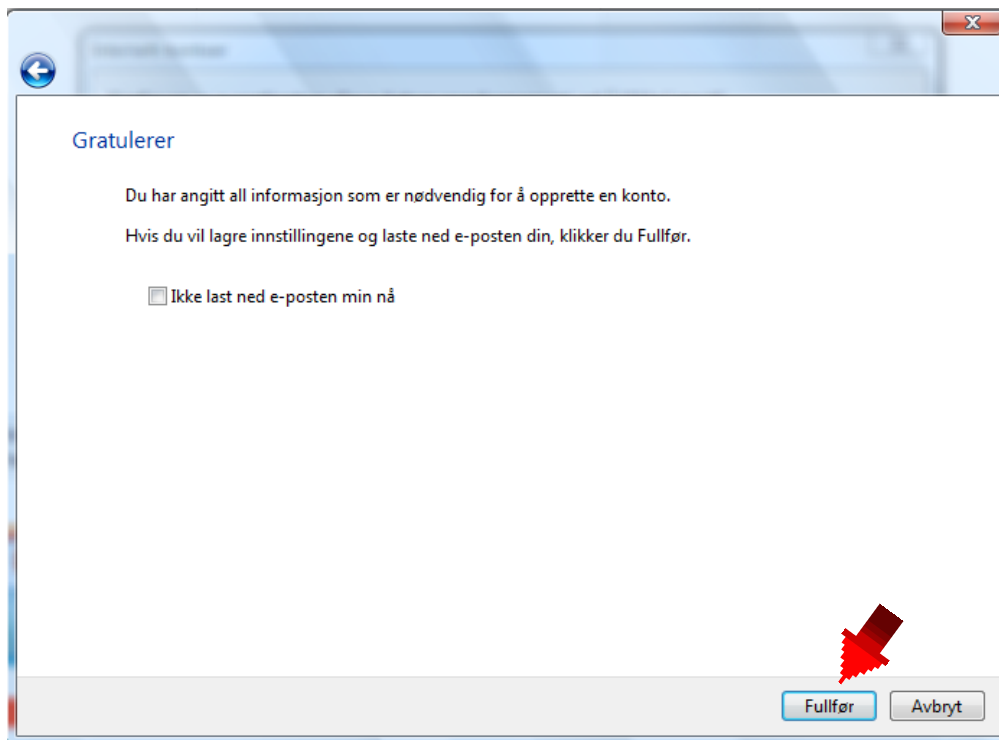 Gratulerer
Du har angitt all informasjon som er nødvendig for å opprette en konto.
Hvis du vil lagre innstillingene og laste ned e-posten din, klikker du Fullfør.
Ikke last ned e-posten min nå
Fullfør Avbryt